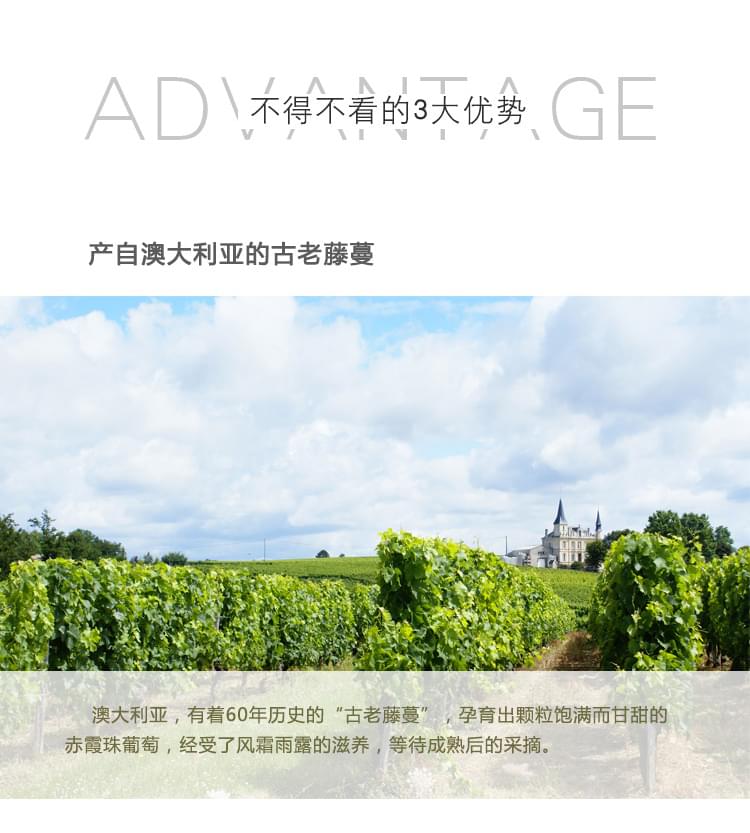 ADVANTAGE
不得不看的3大优势
产自澳大利亚的古老藤蔓
澳大利亚，有着60年历史的“古老藤蔓”，孕育出颗粒饱满而甘甜的
赤霞珠葡萄，经受了风霜雨露的滋养，等待成熟后的采摘。